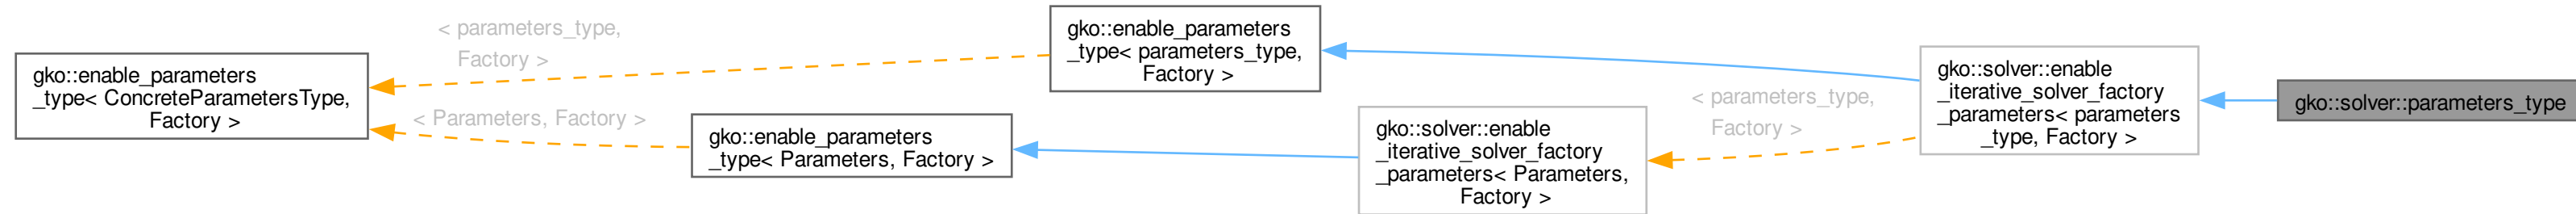 gko::enable_parameters
_type< ConcreteParametersType,
Factory >
< parameters_type,
Factory >
< Parameters, Factory >
gko::enable_parameters
_type< parameters_type,
Factory >
gko::enable_parameters
_type< Parameters, Factory >
gko::solver::enable
_iterative_solver_factory
_parameters< Parameters,
Factory >
< parameters_type,
Factory >
gko::solver::enable
_iterative_solver_factory
_parameters< parameters
_type, Factory >
gko::solver::parameters_type